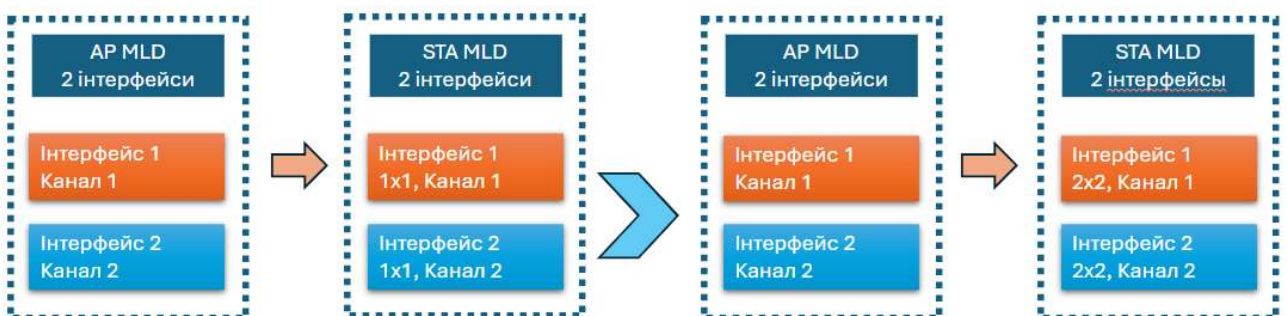 AP MLD
2 інтерфейси
Інтерфейс 1
Канал 1
Інтерфейс 2
Канал 2
STA MLD
2 інтерфейси
Інтерфейс 1
1x1, Канал 1
Інтерфейс 2
1x1, Канал 2
AP MLD
2 інтерфейси
Інтерфейс 1
Канал 1
Інтерфейс 2
Канал 2
STA MLD
2 інтерфейсы
Інтерфейс 1
2x2, Канал 1
Інтерфейс 2
2x2, Канал 2